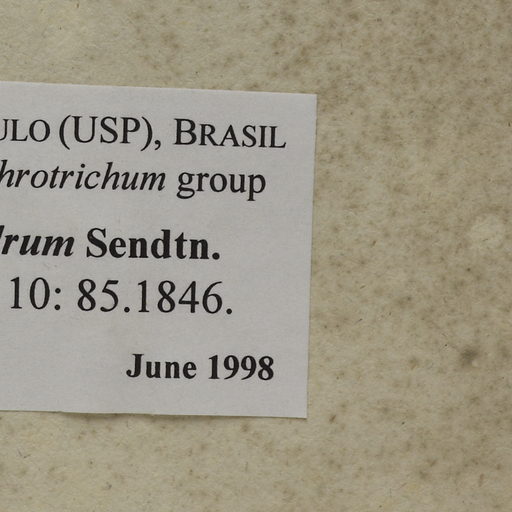 ULO (USP), BRASIL
hrotrichum group
drum Sendtn.
10: 85.1846.
June 1998